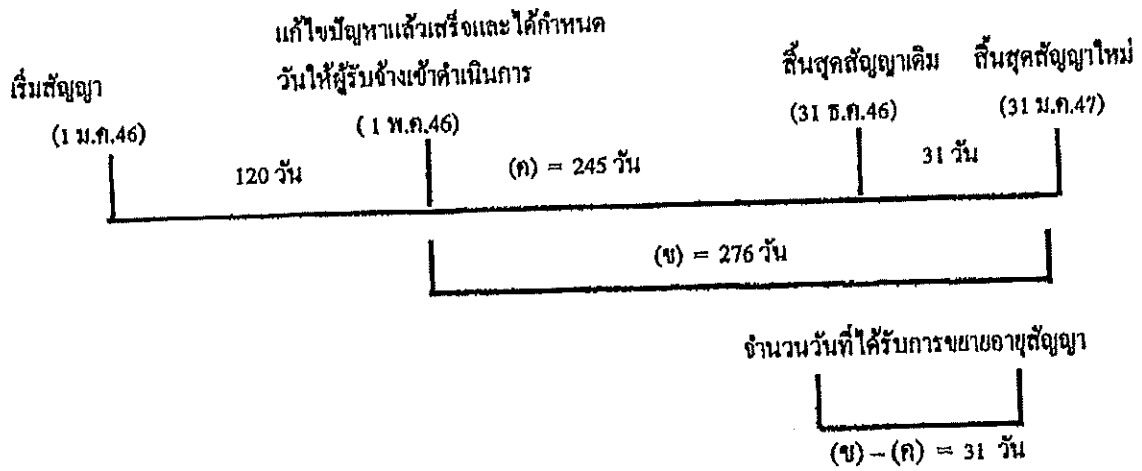 แก้ไขปัญหาแล้วเสร็จและได้กำหนด
วันให้ผู้รับจ้างเข้าดำเนินการ
เริ่มสัญญา
สิ้นสุดสัญญาเดิม
สิ้นสุดสัญญาใหม่
(1 ม.ค.46)
( 1 พ.ค.46)
(31 ธ.ค.46)
(31 ม.ค.47)
120 วัน
(ค) = 245 วัน
31 วัน
(ข) = 276 วัน
จำนวนวันที่ได้รับการขยายอายุสัญญา
(ข) – (ค) = 31 วัน